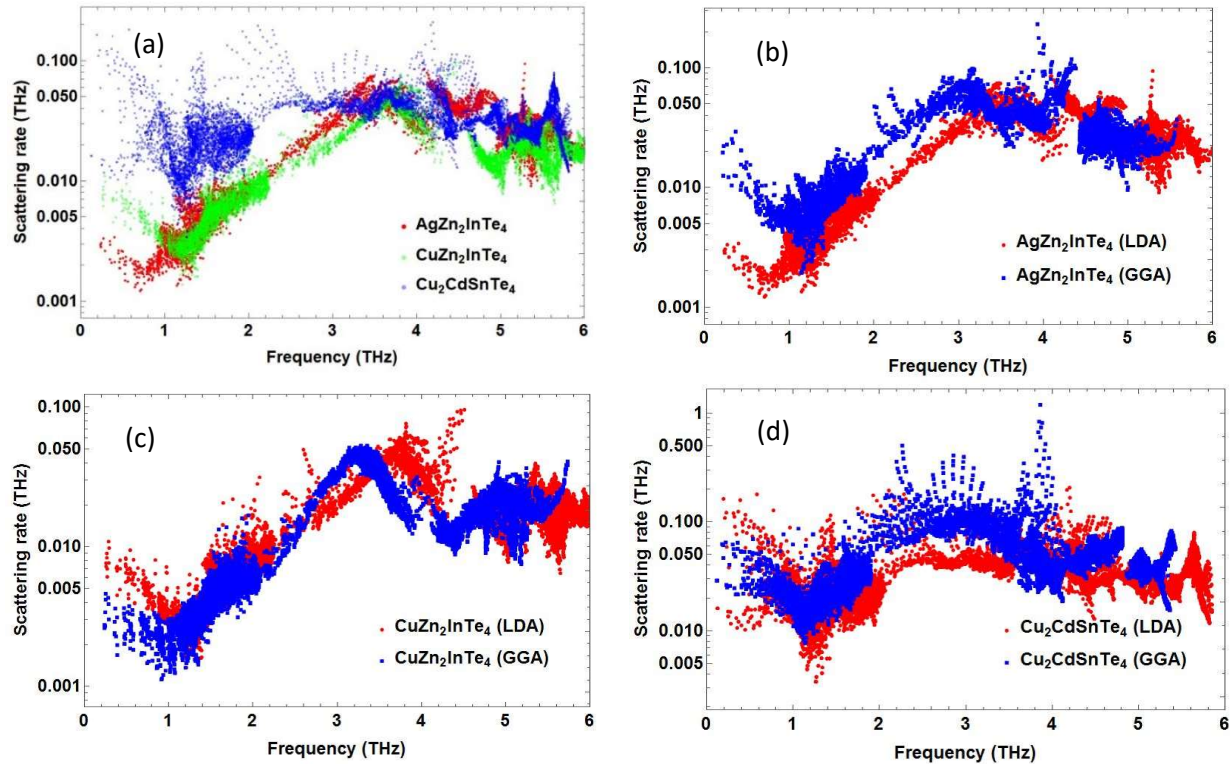 (a)
Scattering rate (THz)
0.100
0.050
0.010
0.005
0.001
AgZn₂InTe₄
CuZn₂InTe₄
Cu₂CdSnTe₄
0 1 2 3 4 5 6
Frequency (THz)
(b)
Scattering rate (THz)
0.100
0.050
0.010
0.005
0.001
AgZn₂InTe₄ (LDA)
AgZn₂InTe₄ (GGA)
0 1 2 3 4 5 6
Frequency (THz)
(c)
Scattering rate (THz)
0.100
0.050
0.010
0.005
0.001
CuZn₂InTe₄ (LDA)
CuZn₂InTe₄ (GGA)
0 1 2 3 4 5 6
Frequency (THz)
(d)
Scattering rate (THz)
1
0.500
0.100
0.050
0.010
0.005
Cu₂CdSnTe₄ (LDA)
Cu₂CdSnTe₄ (GGA)
0 1 2 3 4 5 6
Frequency (THz)